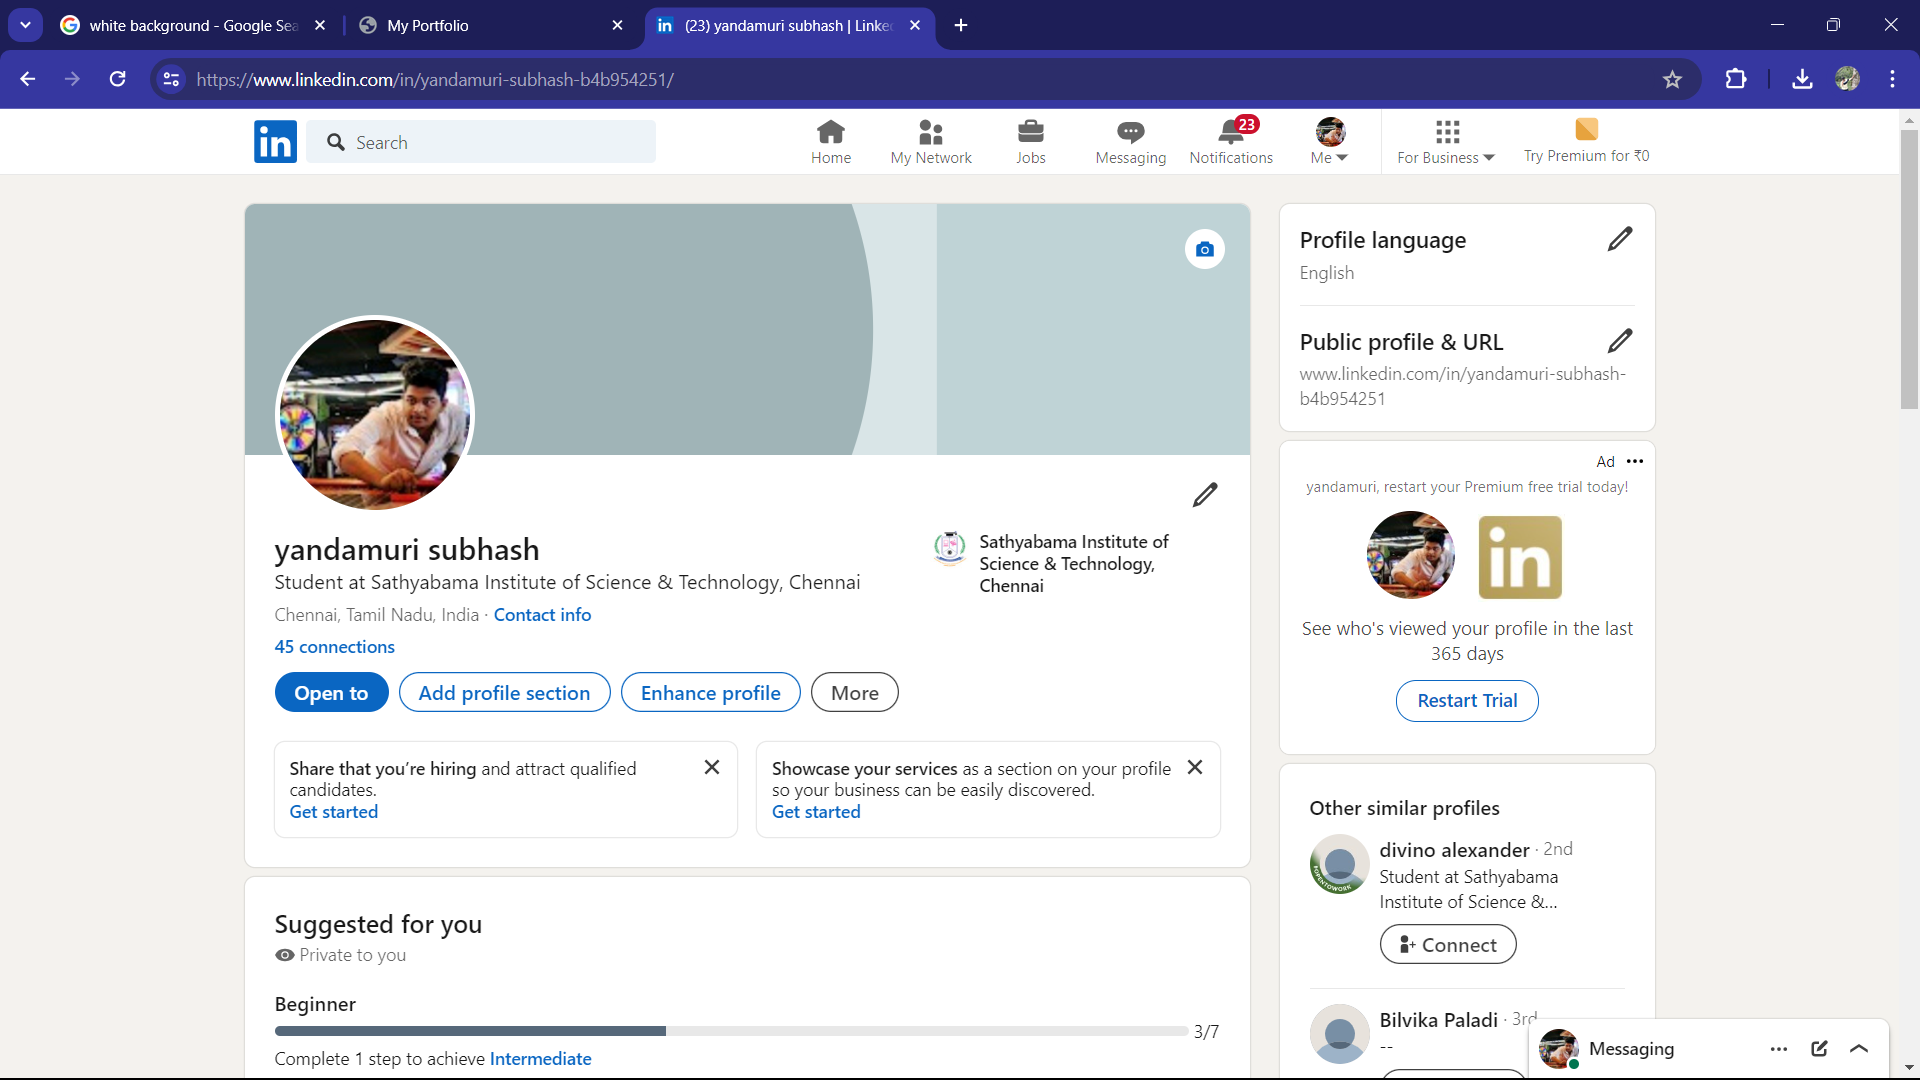 white background - Google Sea
My Portfolio
(23) yandamuri subhash | Linke
https://www.linkedin.com/in/yandamuri-subhash-b4b954251/
in
Search
Home
My Network
Jobs
Messaging
23
Notifications
Me
For Business
Try Premium for ₹0
yandamuri subhash
Student at Sathyabama Institute of Science & Technology, Chennai
Chennai, Tamil Nadu, India · Contact info
45 connections
Sathyabama Institute of
Science & Technology,
Chennai
Open to
Add profile section
Enhance profile
More
Share that you’re hiring and attract qualified
candidates.
Get started
Showcase your services as a section on your profile
so your business can be easily discovered.
Get started
Suggested for you
Private to you
Beginner
3/7
Complete 1 step to achieve Intermediate
Profile language
English
Public profile & URL
www.linkedin.com/in/yandamuri-subhash-
b4b954251
Ad
yandamuri, restart your Premium free trial today!
in
See who's viewed your profile in the last
365 days
Restart Trial
Other similar profiles
#OPENTOWORK
divino alexander · 2nd
Student at Sathyabama
Institute of Science &...
Connect
Bilvika Paladi · 3rd
--
Messaging